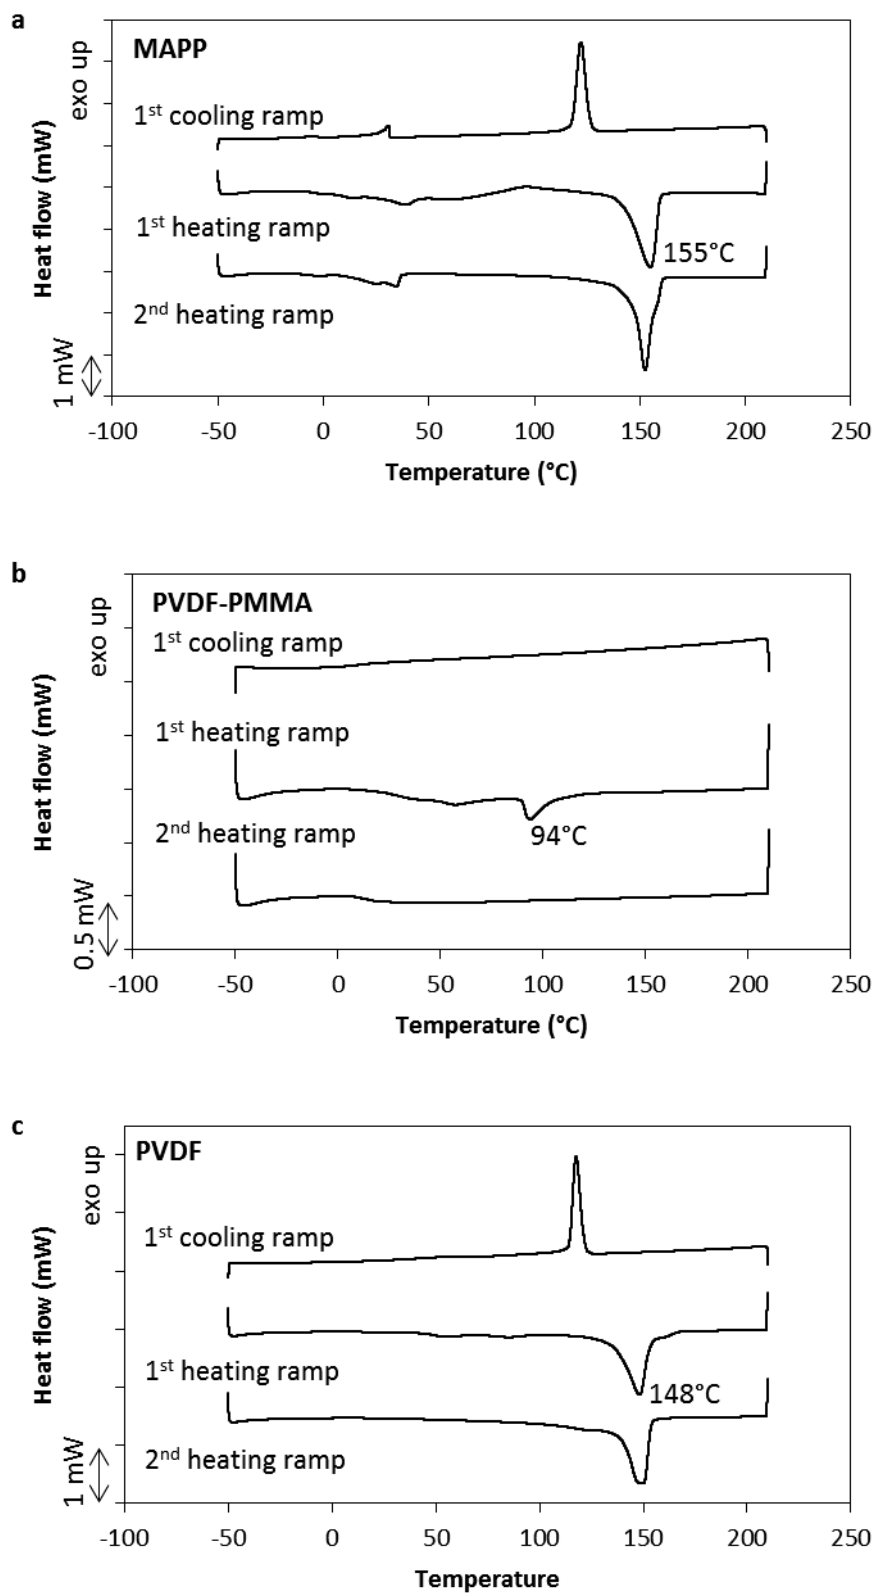 a
MAPP
exo up
1st cooling ramp
Heat flow (mW)
1st heating ramp
155°C
2nd heating ramp
1 mW
-100 -50 0 50 100 150 200 250
Temperature (°C)
b
PVDF-PMMA
exo up
1st cooling ramp
1st heating ramp
Heat flow (mW)
2nd heating ramp
94°C
0.5 mW
-100 -50 0 50 100 150 200 250
Temperature (°C)
c
PVDF
exo up
1st cooling ramp
Heat flow (mW)
1st heating ramp
148°C
2nd heating ramp
1 mW
-100 -50 0 50 100 150 200 250
Temperature